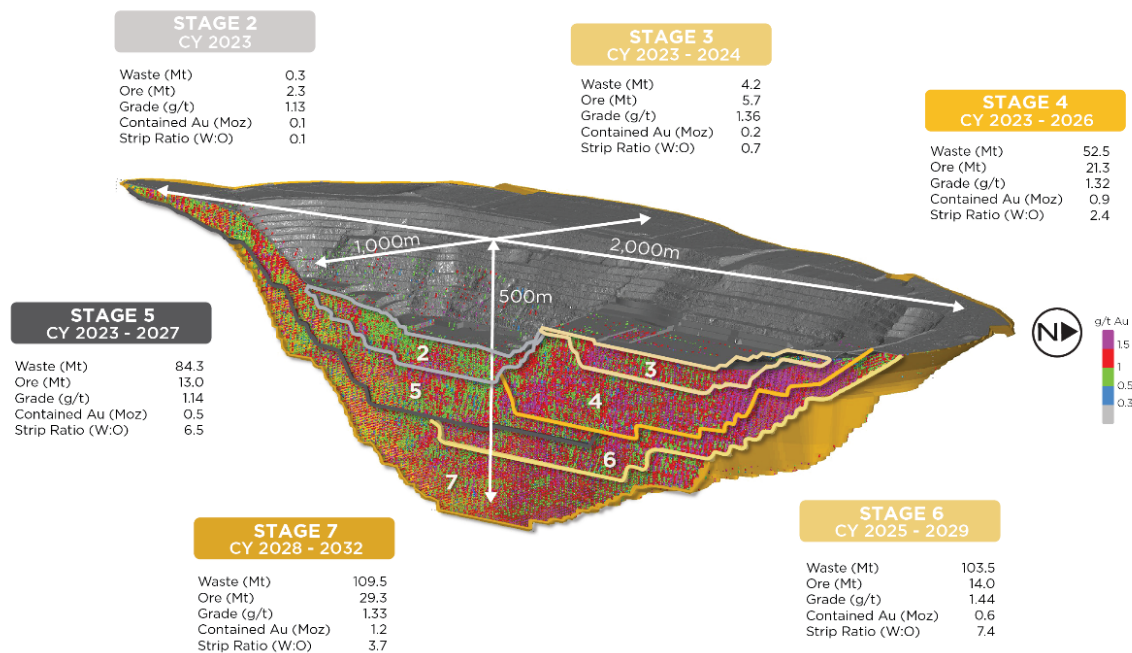 STAGE 2
CY 2023
Waste (Mt) 0.3
Ore (Mt) 2.3
Grade (g/t) 1.13
Contained Au (Moz) 0.1
Strip Ratio (W:O) 0.1
STAGE 3
CY 2023 - 2024
Waste (Mt) 4.2
Ore (Mt) 5.7
Grade (g/t) 1.36
Contained Au (Moz) 0.2
Strip Ratio (W:O) 0.7
STAGE 4
CY 2023 - 2026
Waste (Mt) 52.5
Ore (Mt) 21.3
Grade (g/t) 1.32
Contained Au (Moz) 0.9
Strip Ratio (W:O) 2.4
1,000m
2,000m
500m
STAGE 5
CY 2023 - 2027
Waste (Mt) 84.3
Ore (Mt) 13.0
Grade (g/t) 1.14
Contained Au (Moz) 0.5
Strip Ratio (W:O) 6.5
N
g/t Au
1.5
1
0.5
0.3
2
3
5
4
6
7
STAGE 7
CY 2028 - 2032
Waste (Mt) 109.5
Ore (Mt) 29.3
Grade (g/t) 1.33
Contained Au (Moz) 1.2
Strip Ratio (W:O) 3.7
STAGE 6
CY 2025 - 2029
Waste (Mt) 103.5
Ore (Mt) 14.0
Grade (g/t) 1.44
Contained Au (Moz) 0.6
Strip Ratio (W:O) 7.4